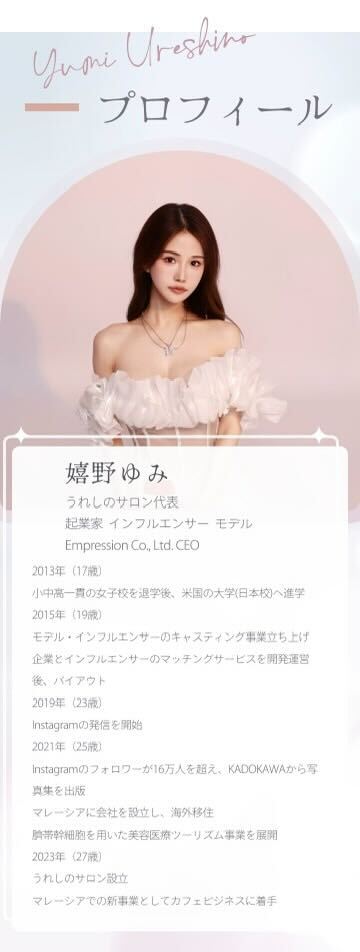 Yumi Ureshino
プロフィール
嬉野ゆみ
うれしのサロン代表
起業家 インフルエンサー モデル
Empression Co., Ltd. CEO
2013年（17歳）
小中高一貫の女子校を退学後、米国の大学(日本校)へ進学
2015年（19歳）
モデル・インフルエンサーのキャスティング事業立ち上げ
企業とインフルエンサーのマッチングサービスを開発運営
後、バイアウト
2019年（23歳）
Instagramの発信を開始
2021年（25歳）
Instagramのフォロワーが16万人を超え、KADOKAWAから写
真集を出版
マレーシアに会社を設立し、海外移住
臍帯幹細胞を用いた美容医療ツーリズム事業を展開
2023年（27歳）
うれしのサロン設立
マレーシアでの新事業としてカフェビジネスに着手